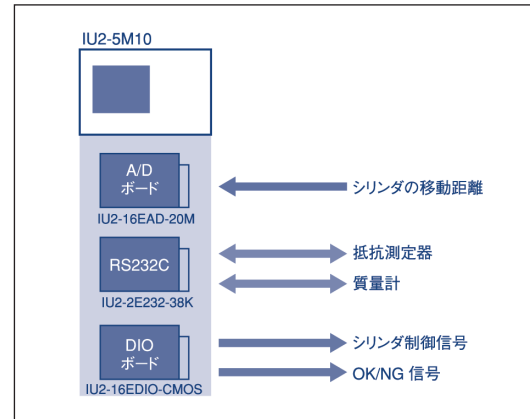 IU2-5M10
A/D
ボード
シリンダの移動距離
IU2-16EAD-20M
RS232C
抵抗測定器
質量計
IU2-2E232-38K
DIO
ボード
シリンダ制御信号
OK/NG 信号
IU2-16EDIO-CMOS